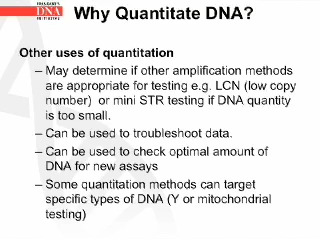 DNA
INITIATIVE
Why Quantitate DNA?
Other uses of quantitation
– May determine if other amplification methods
are appropriate for testing e.g. LCN (low copy
number)  or mini STR testing if DNA quantity
is too small.
– Can be used to troubleshoot data.
– Can be used to check optimal amount of
DNA for new assays
– Some quantitation methods can target
specific types of DNA (Y or mitochondrial
testing)